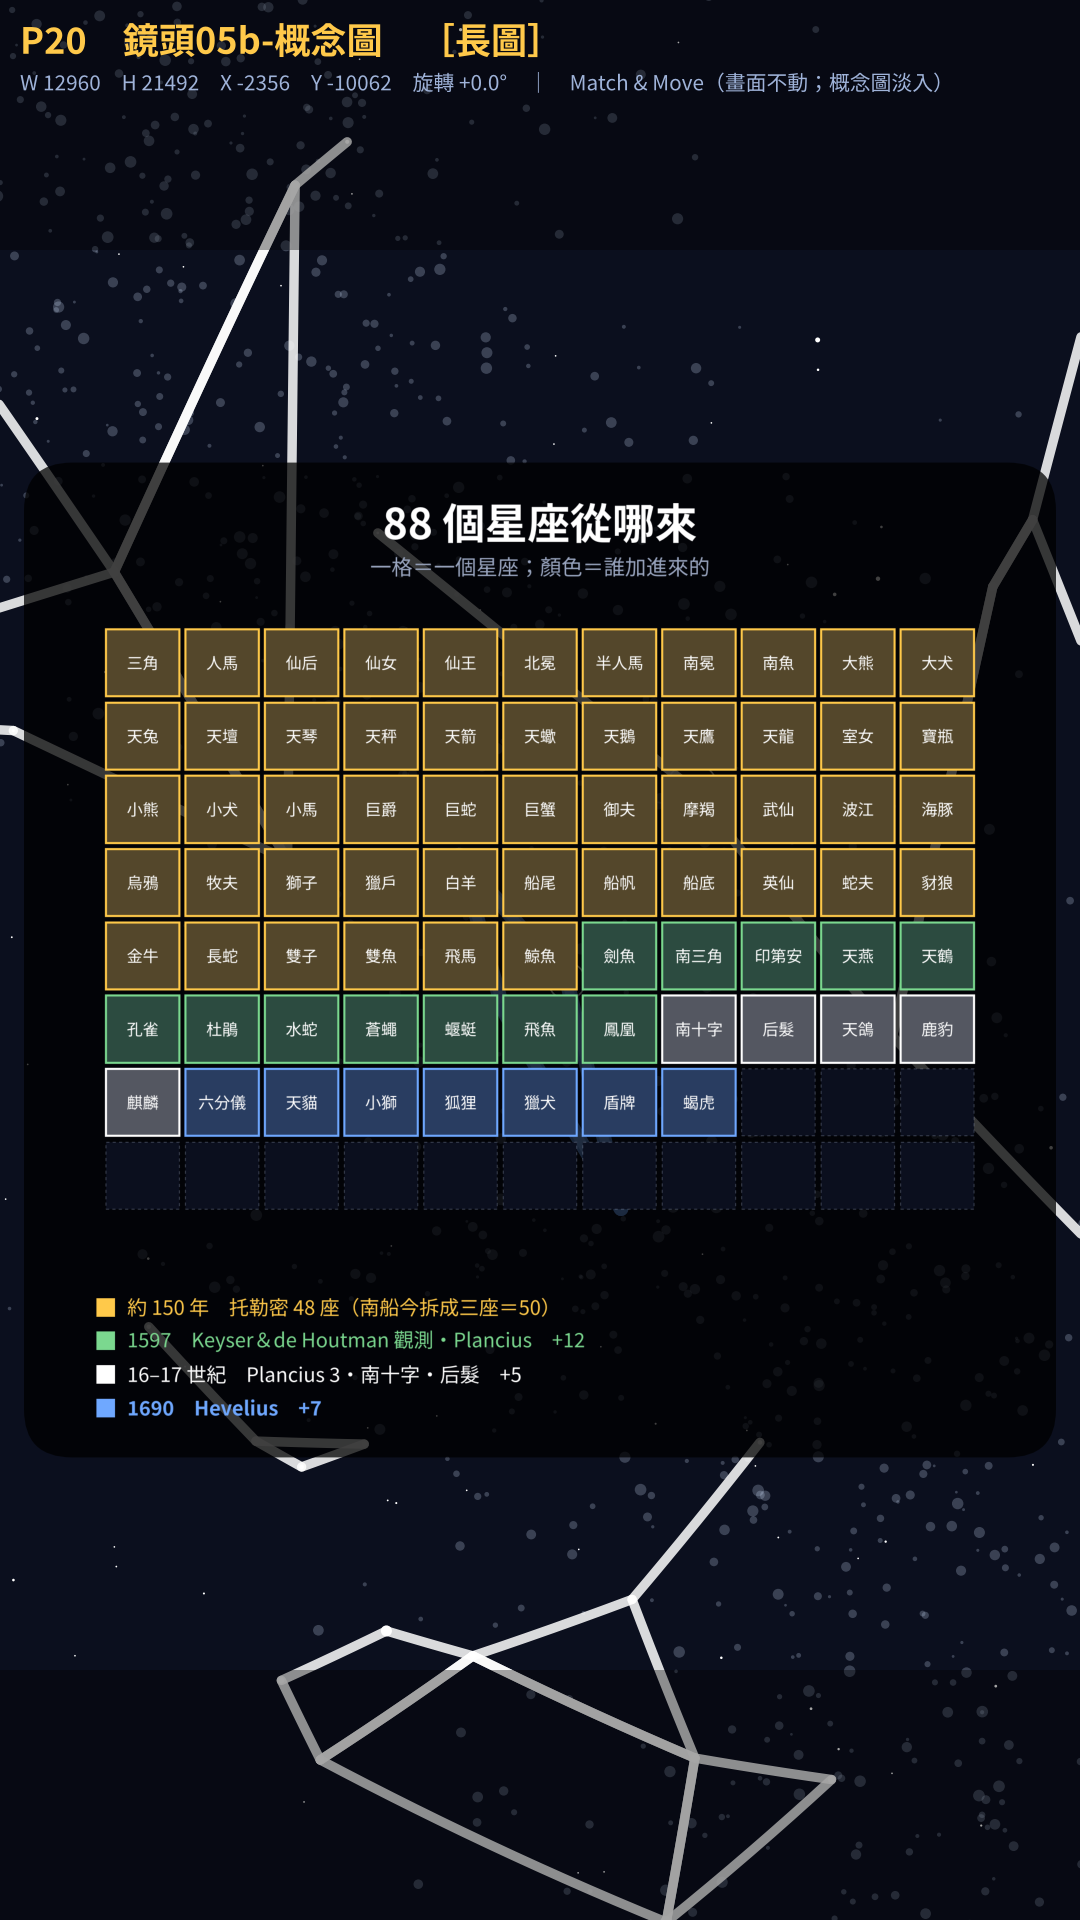 P20 鏡頭05b-概念圖 [長圖]
W 12960 H 21492 X -2356 Y -10062 旋轉 +0.0° ｜ Match & Move（畫面不動；概念圖淡入）
88 個星座從哪來
一格＝一個星座；顏色＝誰加進來的
三角 人馬 仙后 仙女 仙王 北冕 半人馬 南冕 南魚 大熊 大犬
天兔 天壇 天琴 天秤 天箭 天蠍 天鵝 天鷹 天龍 室女 寶瓶
小熊 小犬 小馬 巨爵 巨蛇 巨蟹 御夫 摩羯 武仙 波江 海豚
烏鴉 牧夫 獅子 獵戶 白羊 船尾 船帆 船底 英仙 蛇夫 豺狼
金牛 長蛇 雙子 雙魚 飛馬 鯨魚 劍魚 南三角 印第安 天燕 天鶴
孔雀 杜鵑 水蛇 蒼蠅 蝘蜓 飛魚 鳳凰 南十字 后髮 天鴿 鹿豹
麒麟 六分儀 天貓 小獅 狐狸 獵犬 盾牌 蝎虎
約 150 年 托勒密 48 座（南船今拆成三座＝50）
1597 Keyser & de Houtman 觀測・Plancius +12
16–17 世紀 Plancius 3・南十字・后髮 +5
1690 Hevelius +7